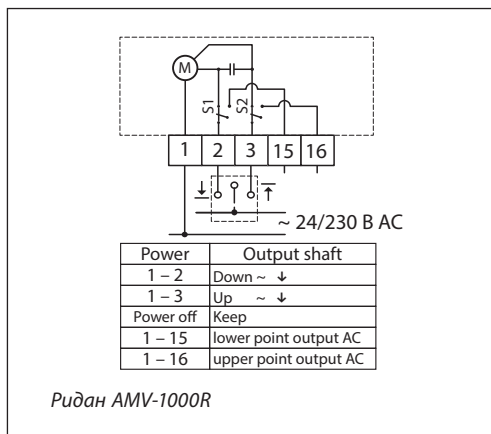 M
S1
S2
1 2 3 15 16
~ 24/230 В AC
Power Output shaft
1 – 2 Down ~ ↓
1 – 3 Up ~ ↓
Power off Keep
1 – 15 lower point output AC
1 – 16 upper point output AC
Ридан AMV-1000R